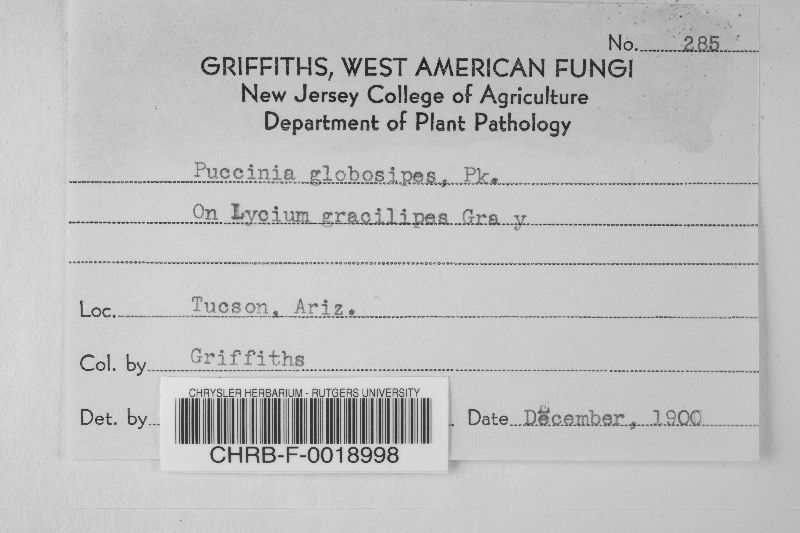 No. 285
GRIFFITHS, WEST AMERICAN FUNGI
New Jersey College of Agriculture
Department of Plant Pathology
Puccinia globosipes, Pk.
On Lycium gracilipes Gra y
Loc. Tucson, Ariz.
Col. by Griffiths
Det. by
Date December, 1900
CHRYSLER HERBARIUM - RUTGERS UNIVERSITY
CHRB-F-0018998